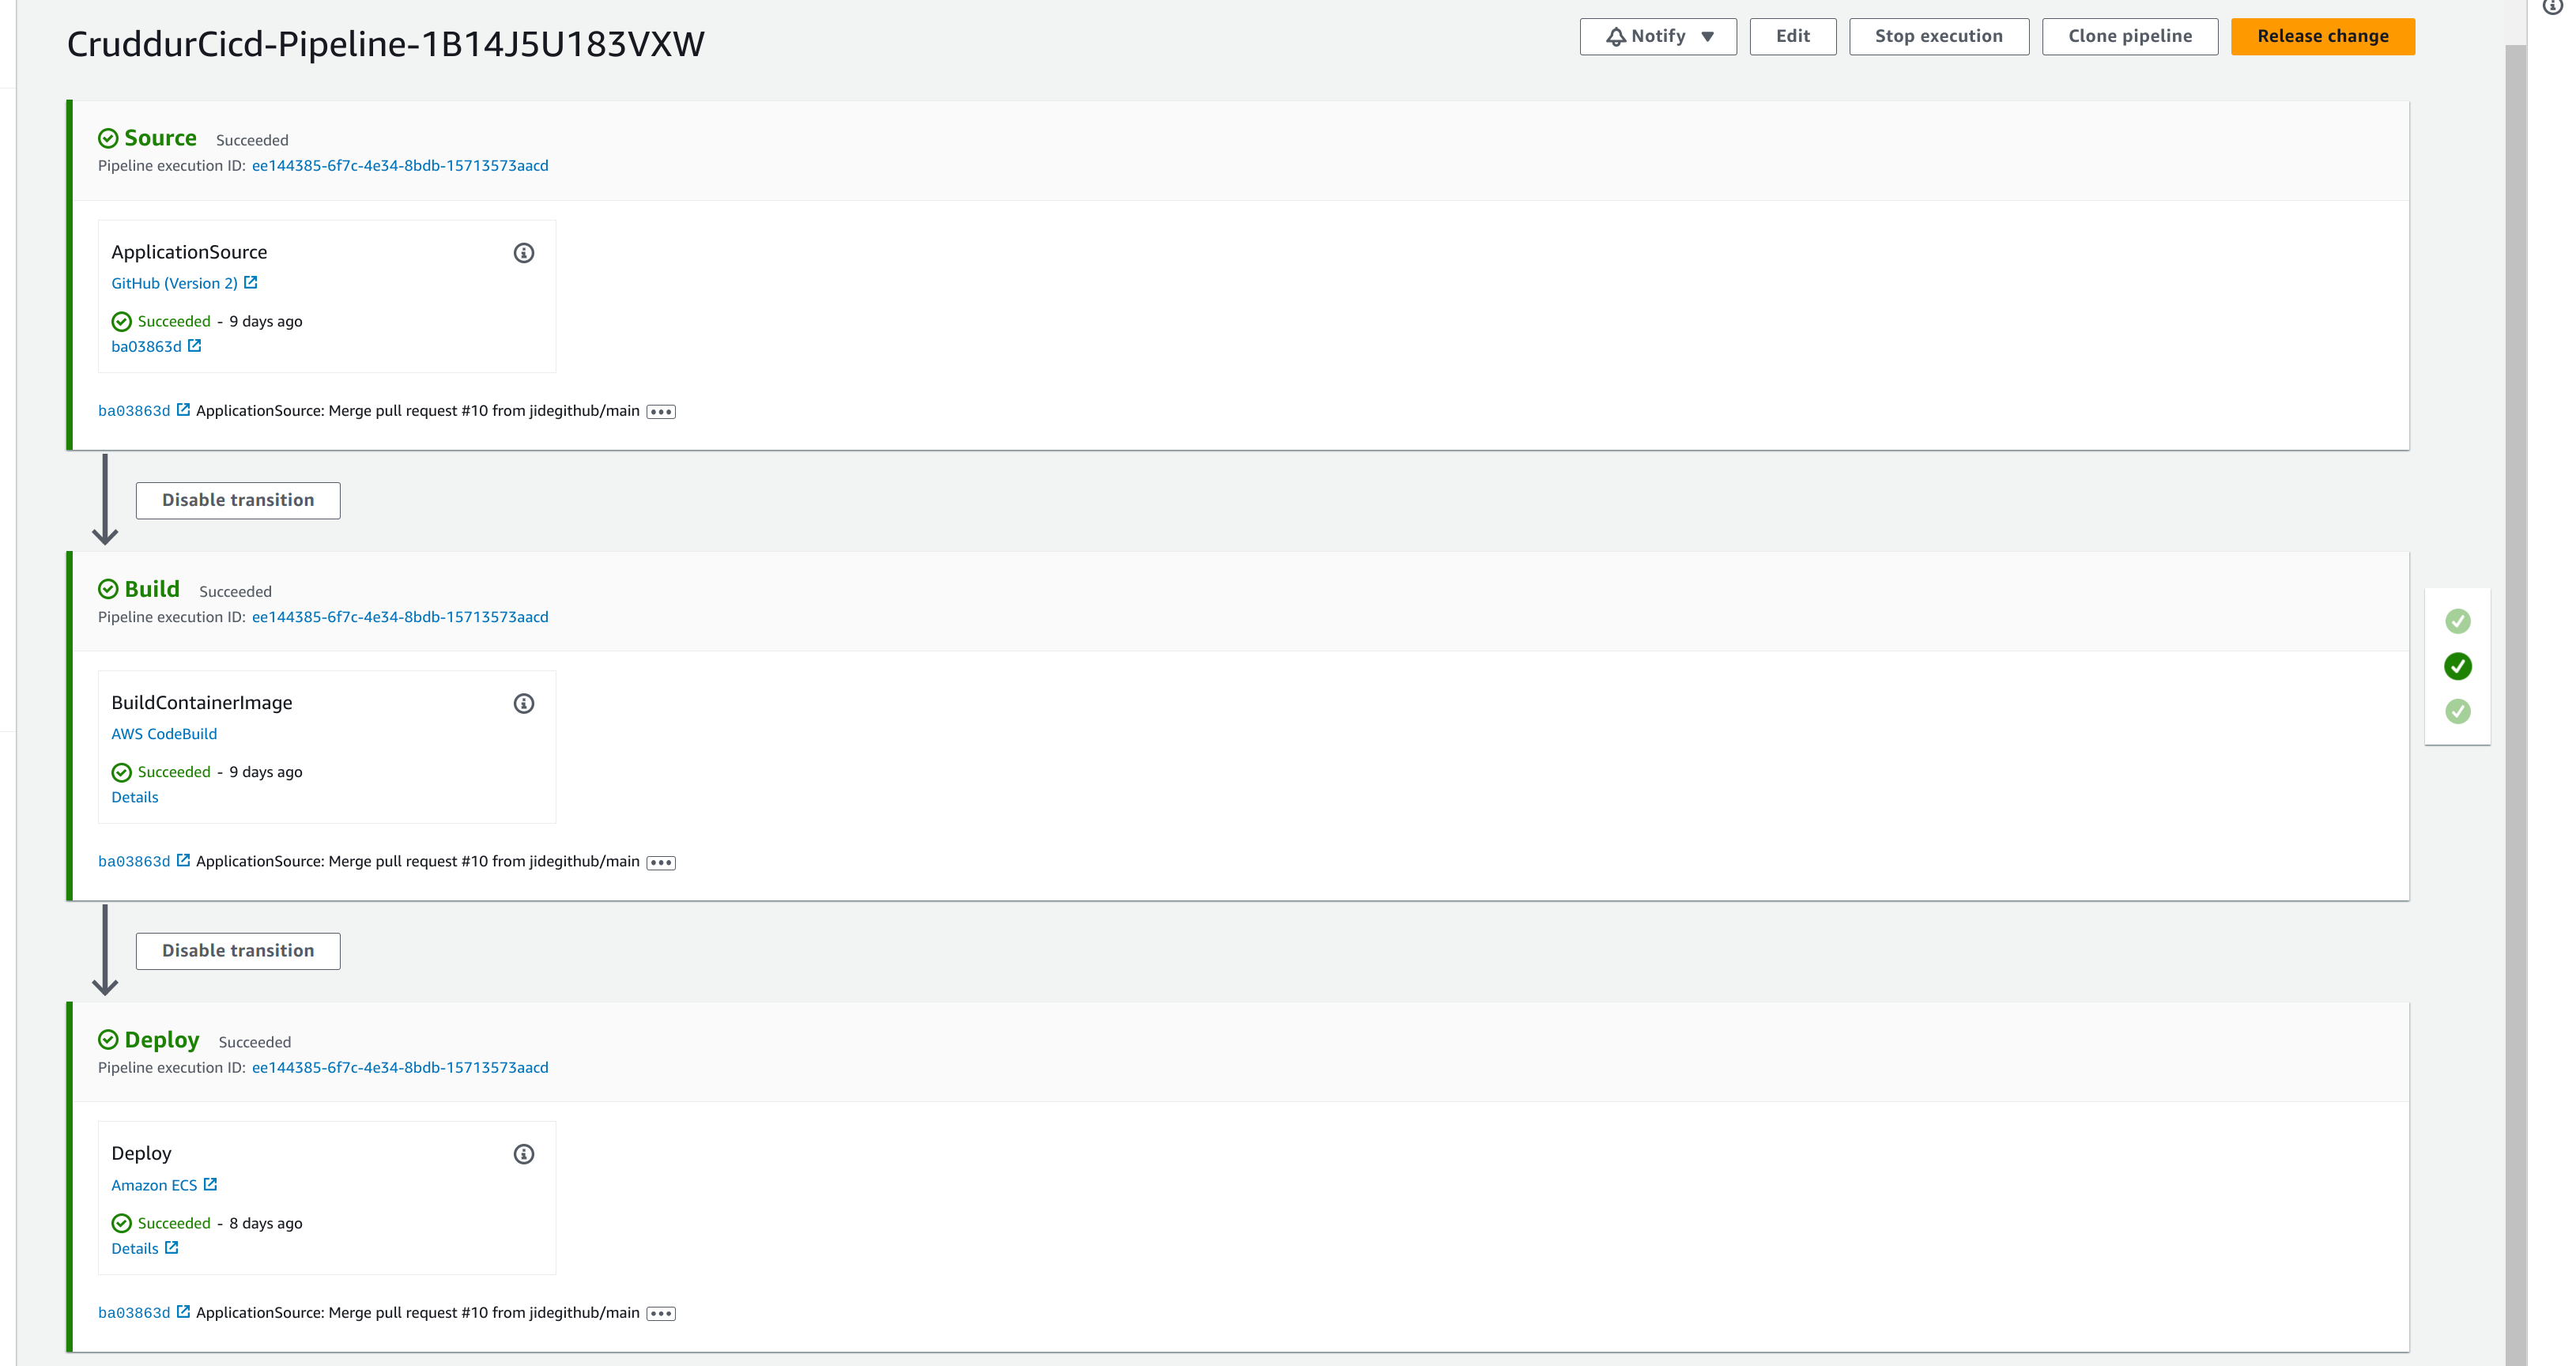 CruddurCicd-Pipeline-1B14J5U183VXW
Notify
Edit
Stop execution
Clone pipeline
Release change
Source Succeeded
Pipeline execution ID: ee144385-6f7c-4e34-8bdb-15713573aacd
ApplicationSource
GitHub (Version 2)
Succeeded - 9 days ago
ba03863d
ba03863d ApplicationSource: Merge pull request #10 from jidegithub/main
Disable transition
Build Succeeded
Pipeline execution ID: ee144385-6f7c-4e34-8bdb-15713573aacd
BuildContainerImage
AWS CodeBuild
Succeeded - 9 days ago
Details
ba03863d ApplicationSource: Merge pull request #10 from jidegithub/main
Disable transition
Deploy Succeeded
Pipeline execution ID: ee144385-6f7c-4e34-8bdb-15713573aacd
Deploy
Amazon ECS
Succeeded - 8 days ago
Details
ba03863d ApplicationSource: Merge pull request #10 from jidegithub/main